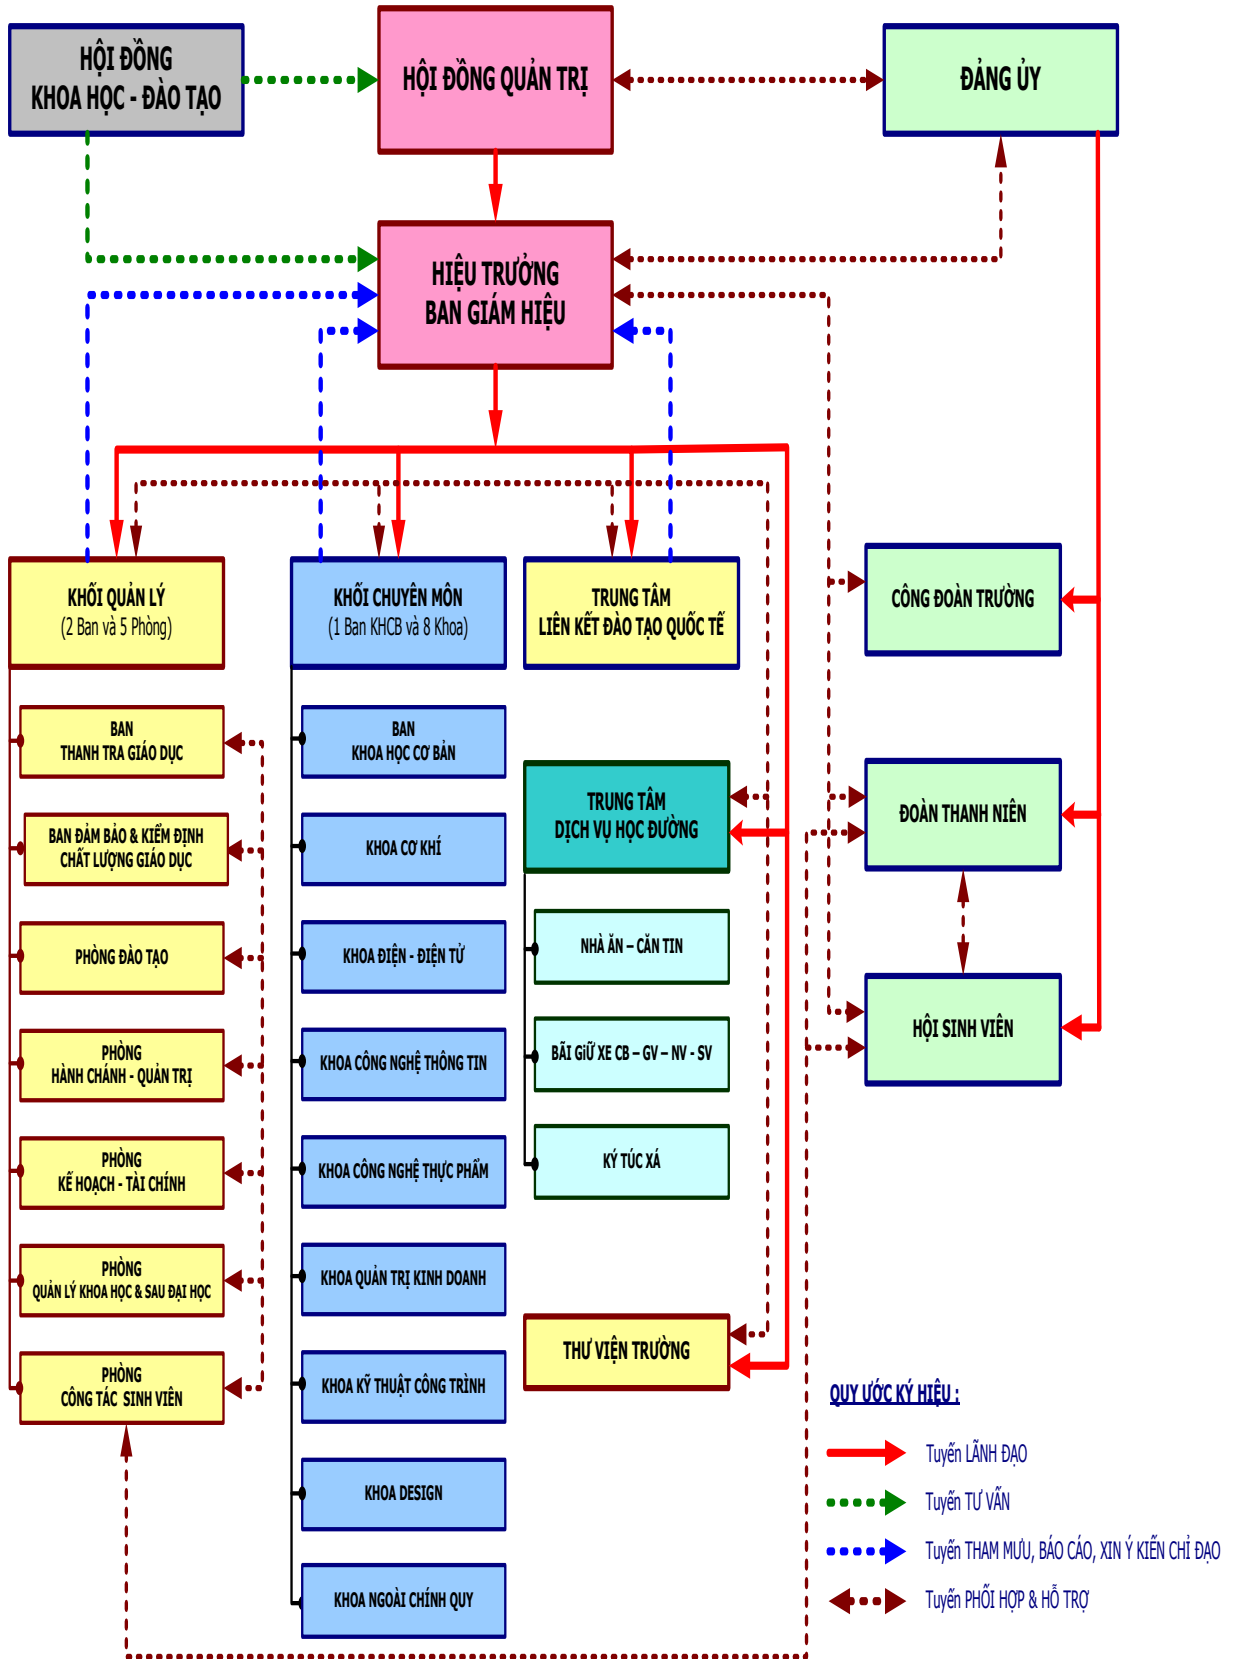 HỘI ĐỒNG
KHOA HỌC - ĐÀO TẠO
HỘI ĐỒNG QUẢN TRỊ
ĐẢNG ỦY
HIỆU TRƯỞNG
BAN GIÁM HIỆU
KHỐI QUẢN LÝ
(2 Ban và 5 Phòng)
KHỐI CHUYÊN MÔN
(1 Ban KHCB và 8 Khoa)
TRUNG TÂM
LIÊN KẾT ĐÀO TẠO QUỐC TẾ
CÔNG ĐOÀN TRƯỜNG
BAN
THANH TRA GIÁO DỤC
BAN ĐẢM BẢO & KIỂM ĐỊNH
CHẤT LƯỢNG GIÁO DỤC
PHÒNG ĐÀO TẠO
PHÒNG
HÀNH CHÁNH - QUẢN TRỊ
PHÒNG
KẾ HOẠCH - TÀI CHÍNH
PHÒNG
QUẢN LÝ KHOA HỌC & SAU ĐẠI HỌC
PHÒNG
CÔNG TÁC SINH VIÊN
BAN
KHOA HỌC CƠ BẢN
KHOA CƠ KHÍ
KHOA ĐIỆN - ĐIỆN TỬ
KHOA CÔNG NGHỆ THÔNG TIN
KHOA CÔNG NGHỆ THỰC PHẨM
KHOA QUẢN TRỊ KINH DOANH
KHOA KỸ THUẬT CÔNG TRÌNH
KHOA DESIGN
KHOA NGOÀI CHÍNH QUY
TRUNG TÂM
DỊCH VỤ HỌC ĐƯỜNG
NHÀ ĂN – CĂN TIN
BÃI GiỮ XE CB – GV – NV - SV
KÝ TÚC XÁ
THƯ VIỆN TRƯỜNG
ĐOÀN THANH NIÊN
HỘI SINH VIÊN
QUY ƯỚC KÝ HIỆU :
Tuyến LÃNH ĐẠO
Tuyến TƯ VẤN
Tuyến THAM MƯU, BÁO CÁO, XIN Ý KIẾN CHỈ ĐẠO
Tuyến PHỐI HỢP & HỖ TRỢ